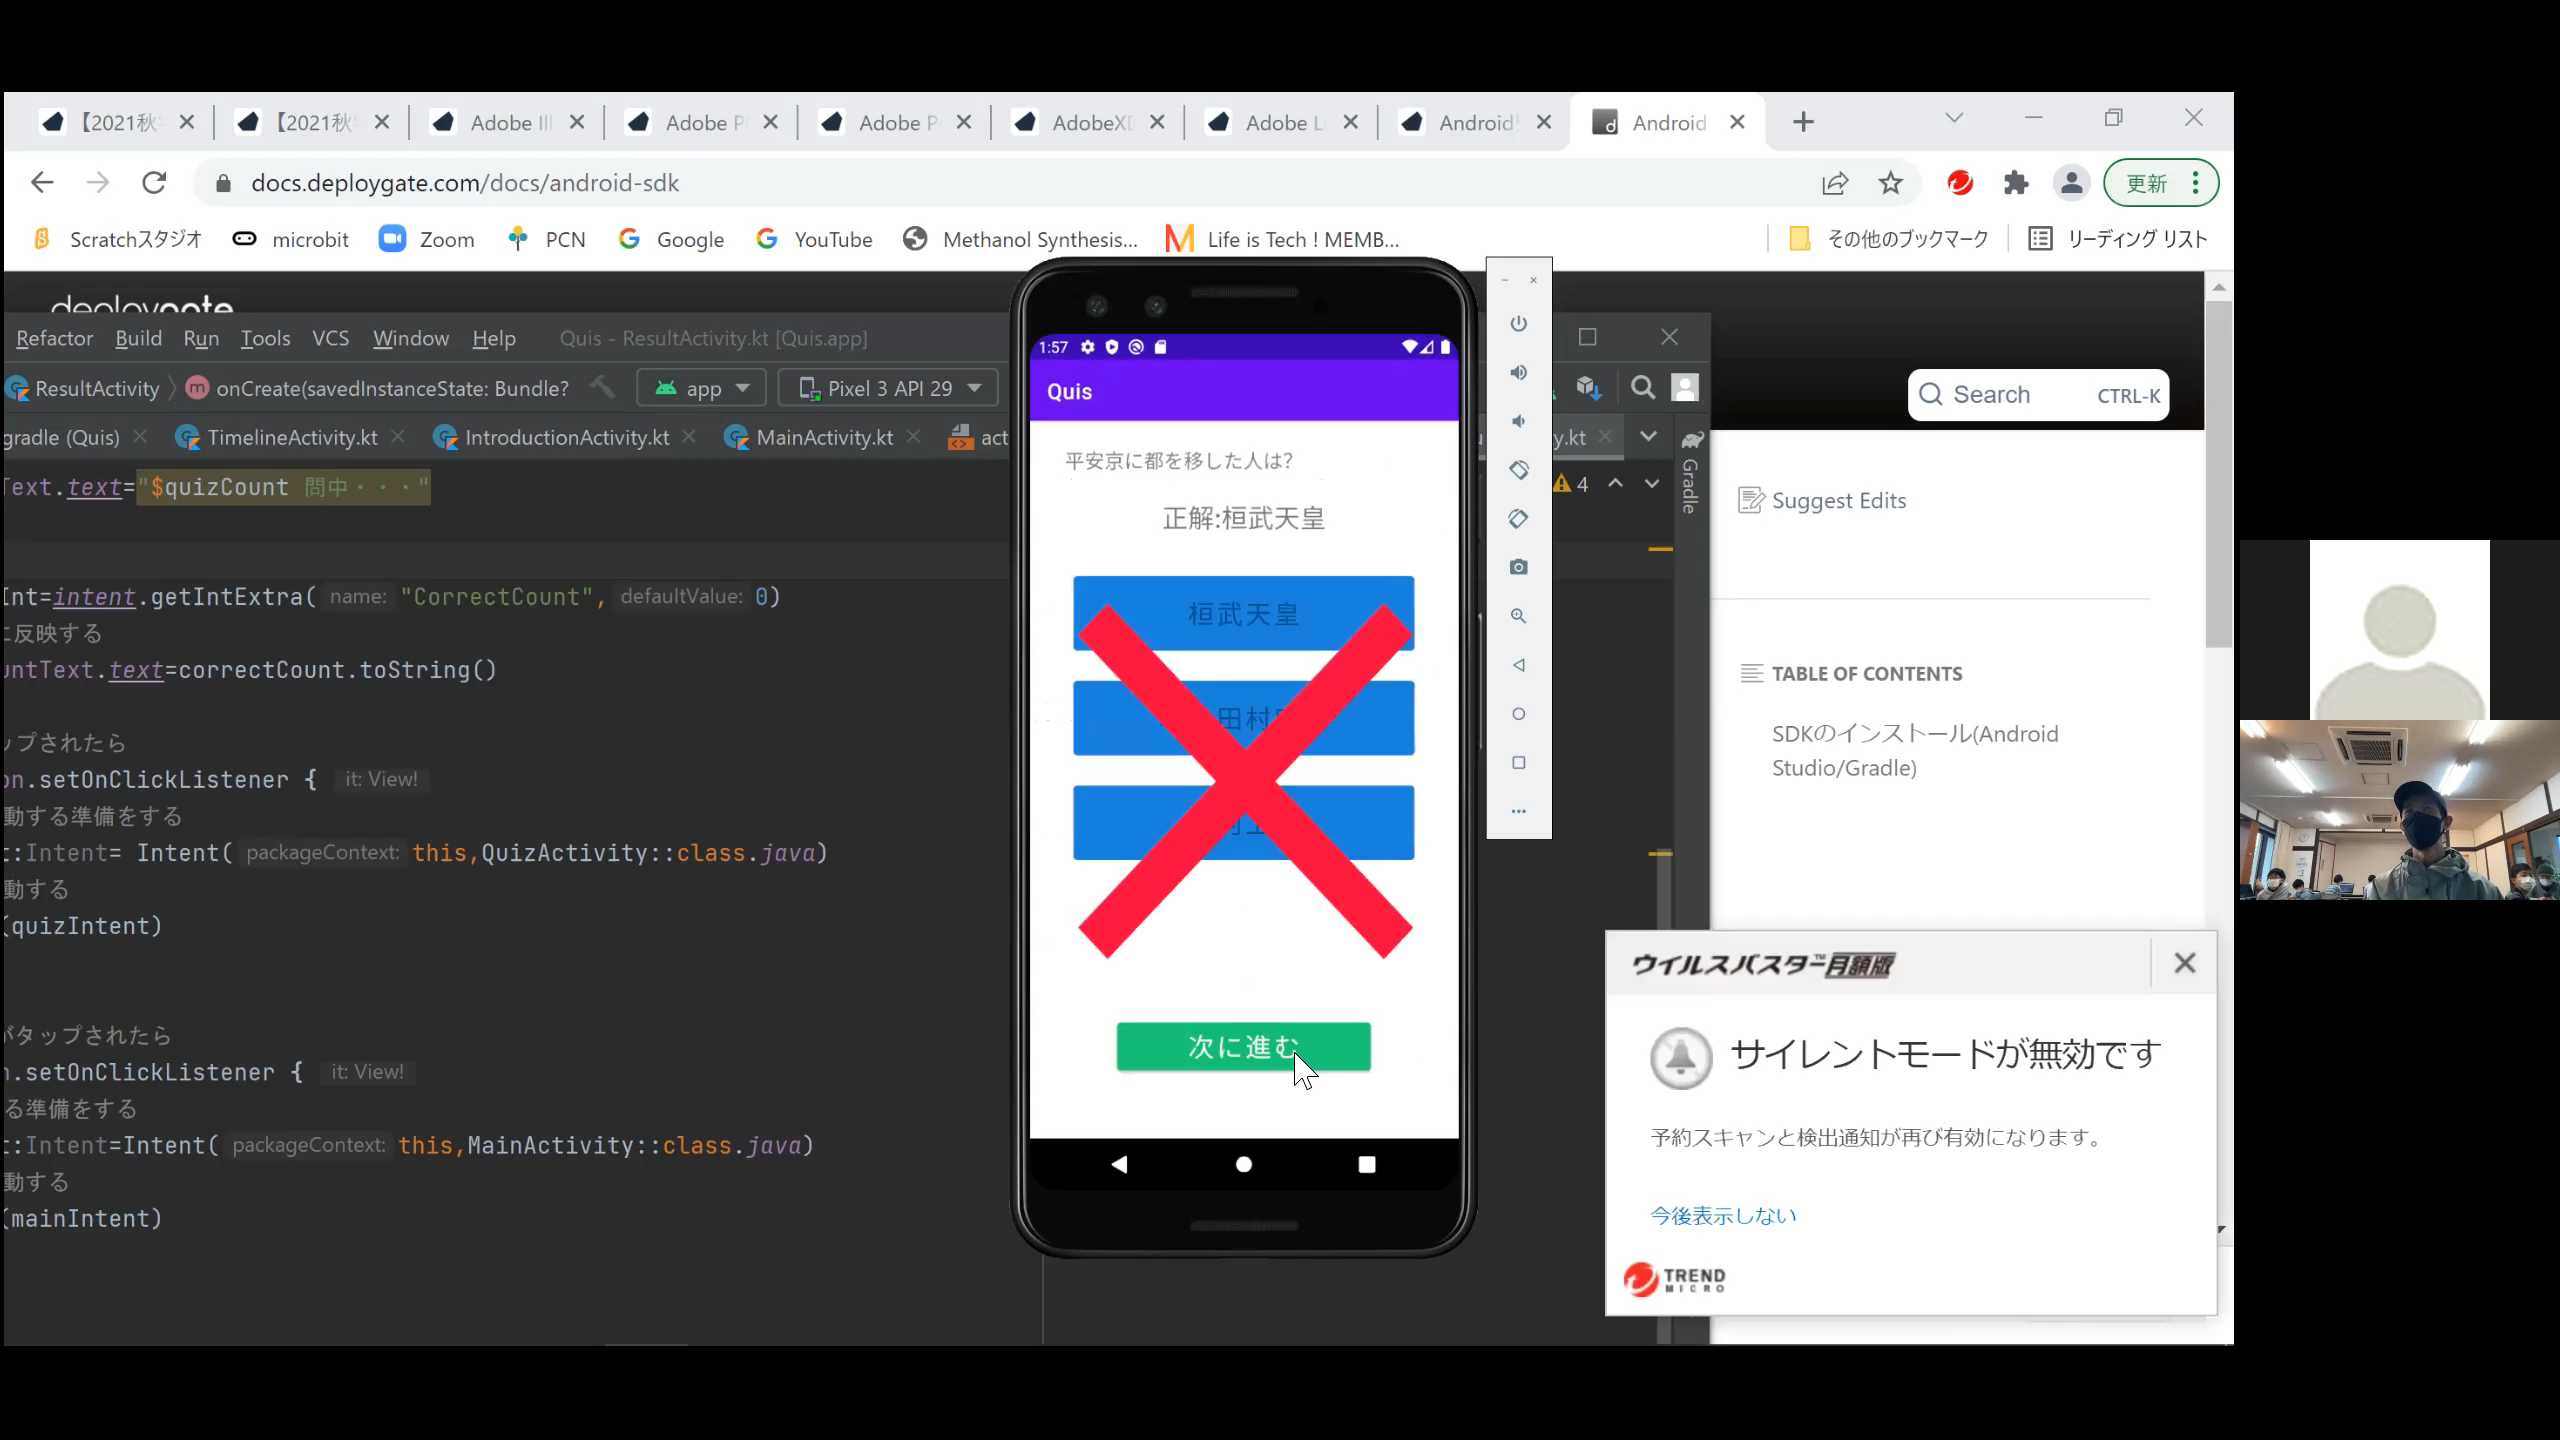 【2021秋
【2021秋
Adobe Ill
Adobe P
Adobe P
AdobeXD
Adobe Li
Android
Android
docs.deploygate.com/docs/android-sdk
更新
Scratchスタジオ
microbit
Zoom
PCN
Google
YouTube
Methanol Synthesis...
Life is Tech ! MEMB...
その他のブックマーク
リーディング リスト
deploygate
Refactor Build Run Tools VCS Window Help Quis - ResultActivity.kt [Quis.app]
ResultActivity 〉 onCreate(savedInstanceState: Bundle? app Pixel 3 API 29
gradle (Quis) TimelineActivity.kt IntroductionActivity.kt MainActivity.kt act
y.kt
4
Gradle
Text.text="$quizCount 問中・・・"
Int=intent.getIntExtra( name: "CorrectCount", defaultValue: 0)
に反映する
untText.text=correctCount.toString()
ップされたら
on.setOnClickListener { it: View!
動する準備をする
t:Intent= Intent( packageContext: this,QuizActivity::class.java)
動する
(quizIntent)
がタップされたら
n.setOnClickListener { it: View!
る準備をする
t:Intent=Intent( packageContext: this,MainActivity::class.java)
動する
(mainIntent)
1:57
Quis
平安京に都を移した人は?
正解:桓武天皇
桓武天皇
田村
次に進む
Search CTRL-K
Suggest Edits
TABLE OF CONTENTS
SDKのインストール(Android
Studio/Gradle)
ウイルスバスター™月額版
サイレントモードが無効です
予約スキャンと検出通知が再び有効になります。
今後表示しない
TREND
MICRO